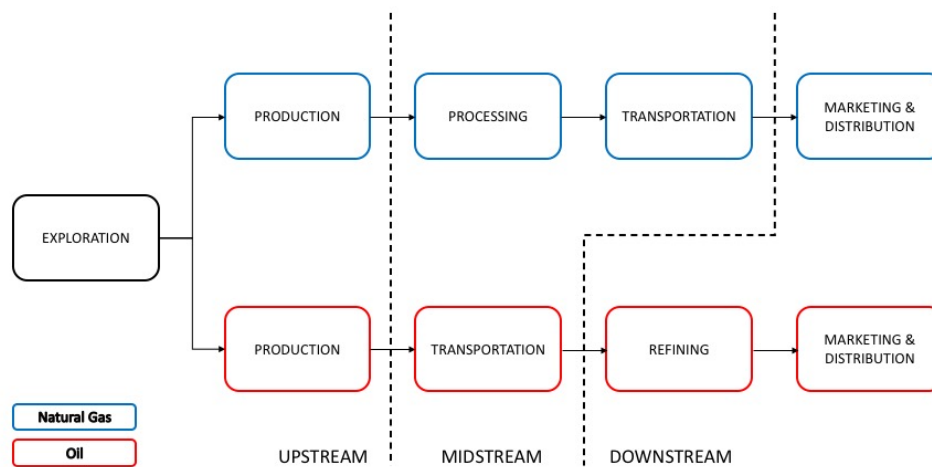 PRODUCTION
PROCESSING
TRANSPORTATION
MARKETING &
DISTRIBUTION
EXPLORATION
PRODUCTION
TRANSPORTATION
REFINING
MARKETING &
DISTRIBUTION
Natural Gas
Oil
UPSTREAM
MIDSTREAM
DOWNSTREAM